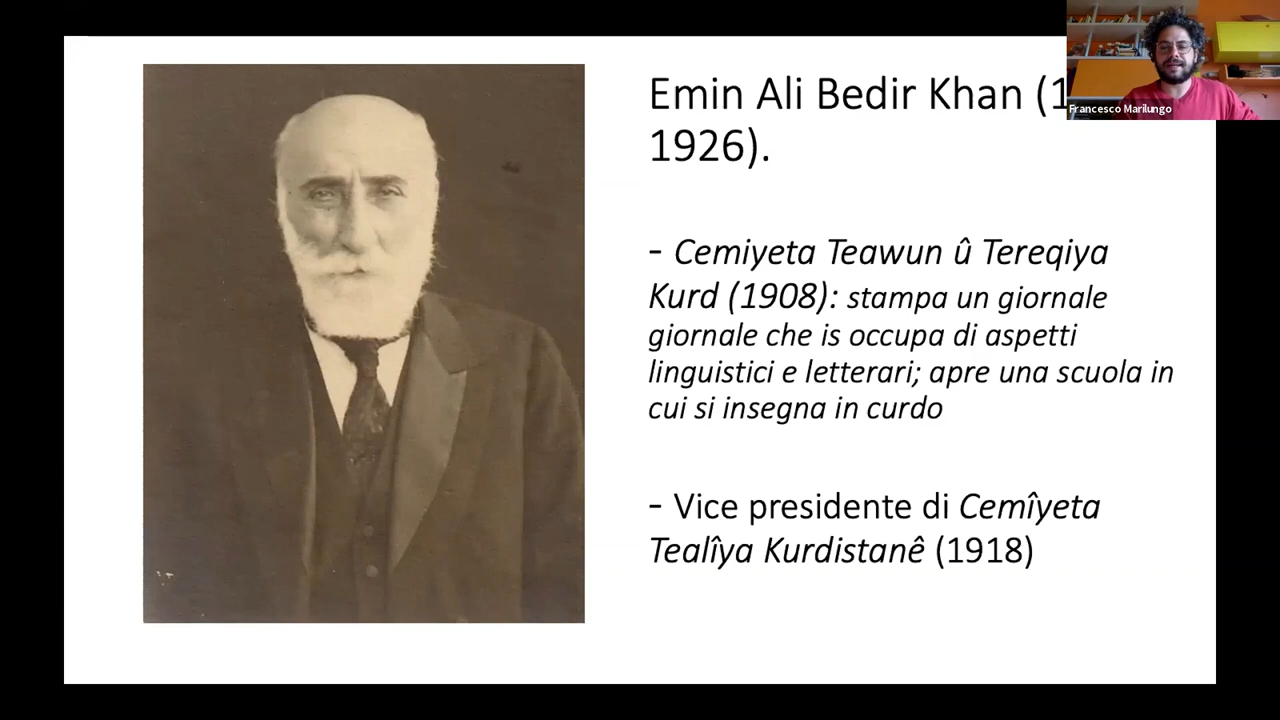 Emin Ali Bedir Khan (1
1926).
Francesco Marilungo
- Cemiyeta Teawun û Tereqiya
Kurd (1908): stampa un giornale
giornale che is occupa di aspetti
linguistici e letterari; apre una scuola in
cui si insegna in curdo
- Vice presidente di Cemîyeta
Tealîya Kurdistanê (1918)